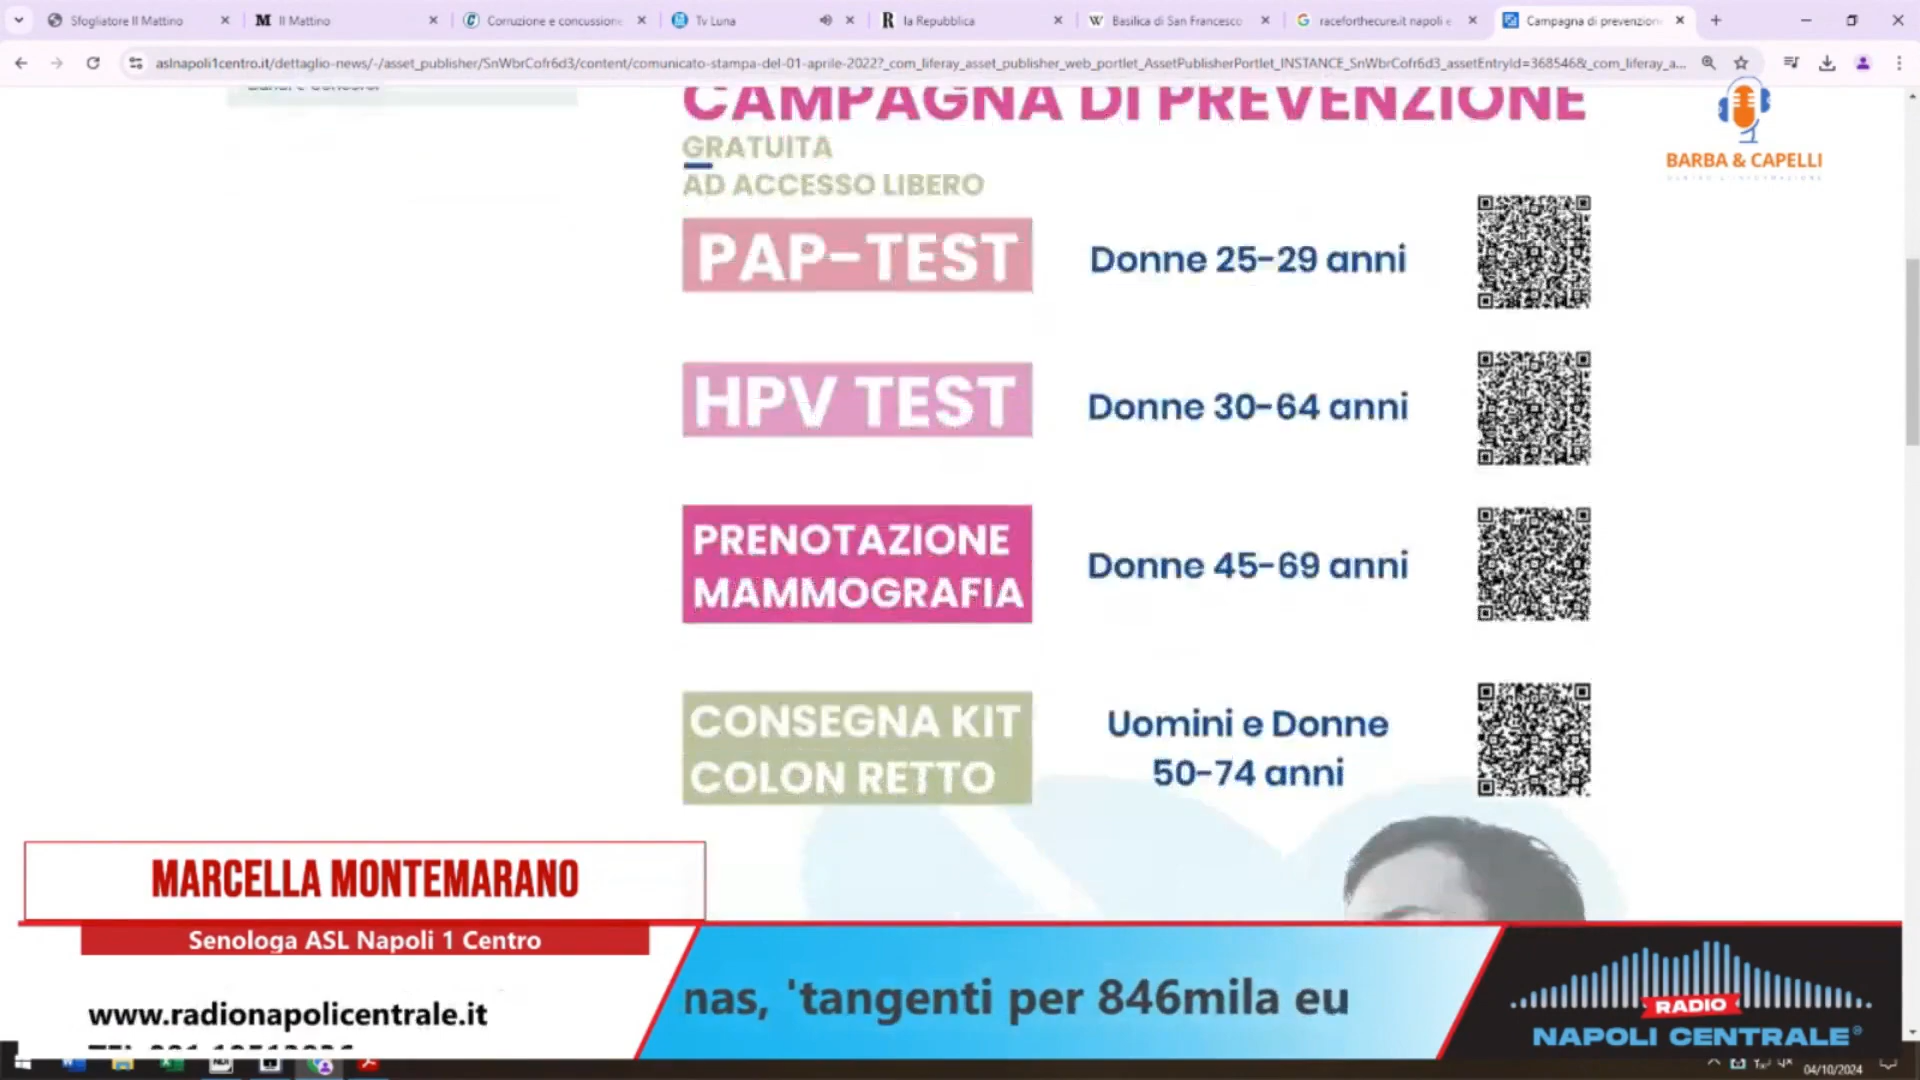 Sfogliatore Il Mattino
Il Mattino
Corruzione e concussione
Tv Luna
la Repubblica
Basilica di San Francesco
raceforthecure.it napoli e
Campagna di prevenzion
aslnapoli1centro.it/dettaglio-news/-/asset_publisher/SnWbrCofr6d3/content/comunicato-stampa-del-01-aprile-2022?_com_liferay_asset_publisher_web_portlet_AssetPublisherPortlet_INSTANCE_SnWbrCofr6d3_assetEntryId=368546&_com_liferay_a...
CAMPAGNA DI PREVENZIONE
GRATUITA
AD ACCESSO LIBERO
BARBA & CAPELLI
PAP-TEST
Donne 25-29 anni
HPV TEST
Donne 30-64 anni
PRENOTAZIONE
MAMMOGRAFIA
Donne 45-69 anni
CONSEGNA KIT
COLON RETTO
Uomini e Donne
50-74 anni
MARCELLA MONTEMARANO
Senologa ASL Napoli 1 Centro
www.radionapolicentrale.it
nas, 'tangenti per 846mila eu
RADIO
NAPOLI CENTRALE®
04/10/2024